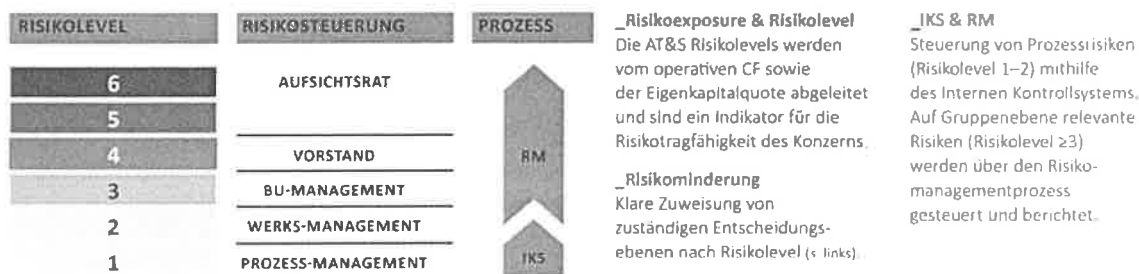 RISIKOLEVEL
RISIKOSTEUERUNG
PROZESS
6
AUFSICHTSRAT
5
4
VORSTAND
3
BU-MANAGEMENT
2
WERKS-MANAGEMENT
1
PROZESS-MANAGEMENT
RM
IKS
_Risikoexposure & Risikolevel
Die AT&S Risikolevels werden
vom operativen CF sowie
der Eigenkapitalquote abgeleitet
und sind ein Indikator für die
Risikotragfähigkeit des Konzerns.
_Risikominderung
Klare Zuweisung von
zuständigen Entscheidungs-
ebenen nach Risikolevel (s. links).
_IKS & RM
Steuerung von Prozessrisiken
(Risikolevel 1–2) mithilfe
des Internen Kontrollsystems.
Auf Gruppenebene relevante
Risiken (Risikolevel ≥3)
werden über den Risiko-
managementprozess
gesteuert und berichtet.